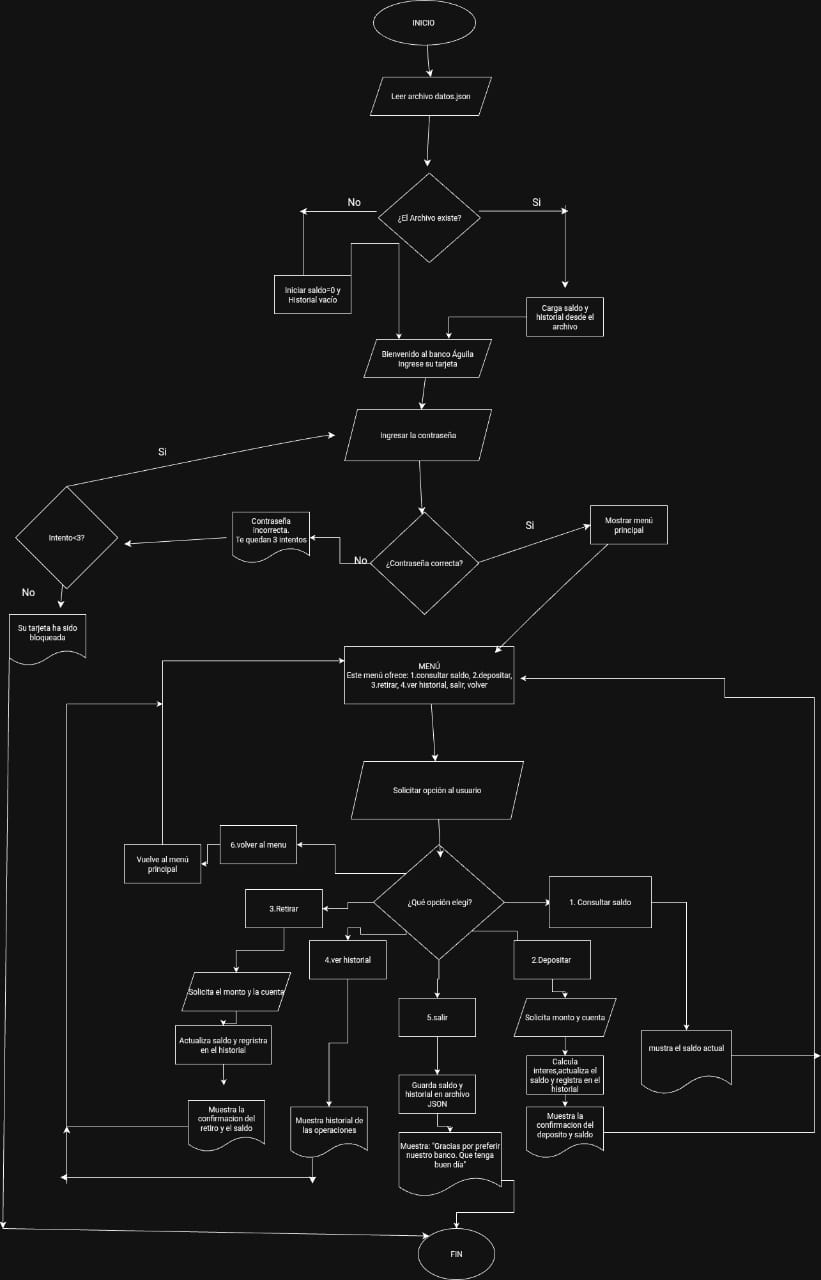 INICIO
Leer archivo datos.json
No
Si
¿El Archivo existe?
Iniciar saldo=0 y
Historial vacío
Carga saldo y
historial desde el
archivo
Bienvenido al banco Águila
Ingrese su tarjeta
Ingresar la contraseña
Si
Contraseña
incorrecta.
Te quedan 3 intentos
Mostrar menú
principal
Si
Intento<3?
No
¿Contraseña correcta?
No
Su tarjeta ha sido
bloqueada
MENÚ
Este menú ofrece: 1.consultar saldo, 2.depositar,
3.retirar, 4.ver historial, salir, volver
Solicitar opción al usuario
6.volver al menu
Vuelve al menú
principal
¿Qué opción elegi?
1. Consultar saldo
3.Retirar
4.ver historial
2.Depositar
Solicita el monto y la cuenta
5.salir
Solicita monto y cuenta
Actualiza saldo y regristra
en el historial
mustra el saldo actual
Calcula
interes,actualiza el
saldo y registra en el
historial
Guarda saldo y
historial en archivo
JSON
Muestra la
confirmacion del
retiro y el saldo
Muestra historial de
las operaciones
Muestra la
confirmacion del
deposito y saldo
Muestra: "Gracias por preferir
nuestro banco. Que tenga
buen día"
FIN